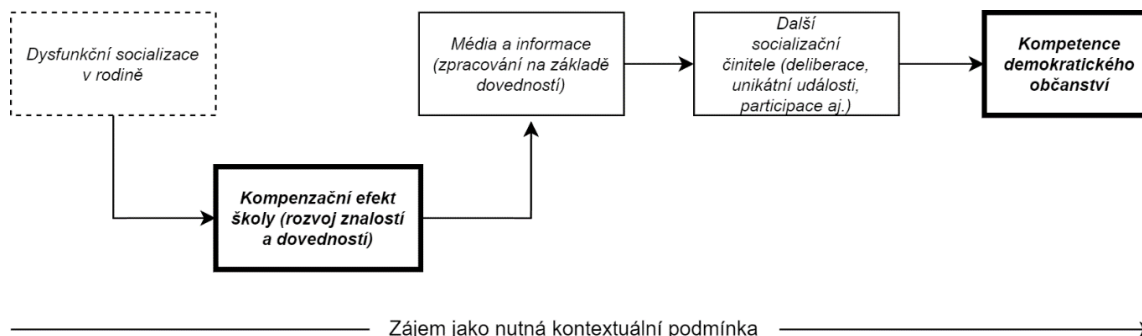 Dysfunkční socializace
v rodině
Média a informace
(zpracování na základě
dovedností)
Další
socializační
činitele (deliberace,
unikátní události,
participace aj.)
Kompetence
demokratického
občanství
Kompenzační efekt
školy (rozvoj znalostí
a dovedností)
Zájem jako nutná kontextuální podmínka